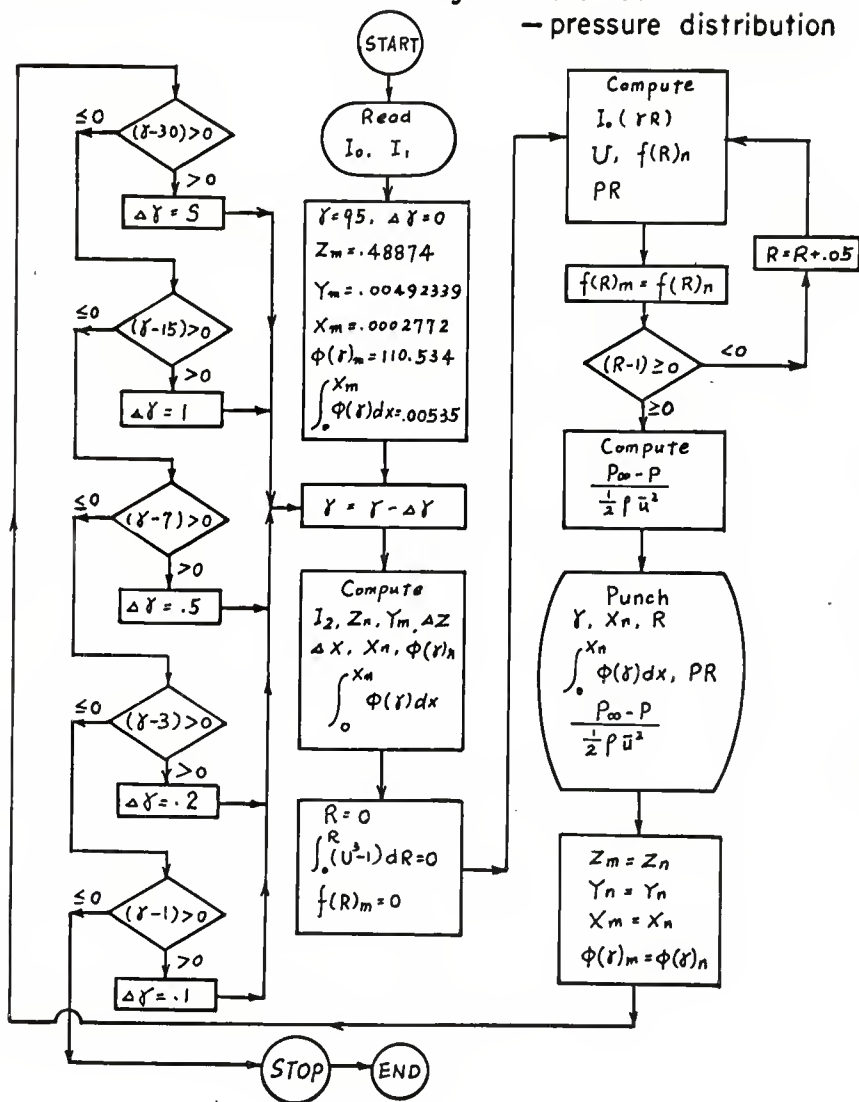 — pressure distribution
START
Read
I₀, I₁
γ=95, Δγ=0
Zm=.48874
Ym=.00492339
Xm=.0002772
Φ(γ)m=110.534
∫₀^Xm Φ(γ)dx=.00535
γ = γ - Δγ
Compute
I₂, Zn, Ym, ΔZ
ΔX, Xn, Φ(γ)n
∫₀^Xn Φ(γ)dx
R=0
∫₀^R (U³-1)dR=0
f(R)m=0
Compute
I₀(γR)
U, f(R)n
PR
R=R+.05
f(R)m=f(R)n
(R-1)≥0
<0
≥0
Compute
P∞-P
½ρū²
Punch
γ, Xn, R
∫₀^Xn Φ(γ)dx, PR
P∞-P
½ρū²
Zm=Zn
Yn=Yn
Xm=Xn
Φ(γ)m=Φ(γ)n
≤0
(γ-30)>0
>0
Δγ=5
≤0
(γ-15)>0
>0
Δγ=1
≤0
(γ-7)>0
>0
Δγ=.5
≤0
(γ-3)>0
>0
Δγ=.2
≤0
(γ-1)>0
>0
Δγ=.1
STOP
END